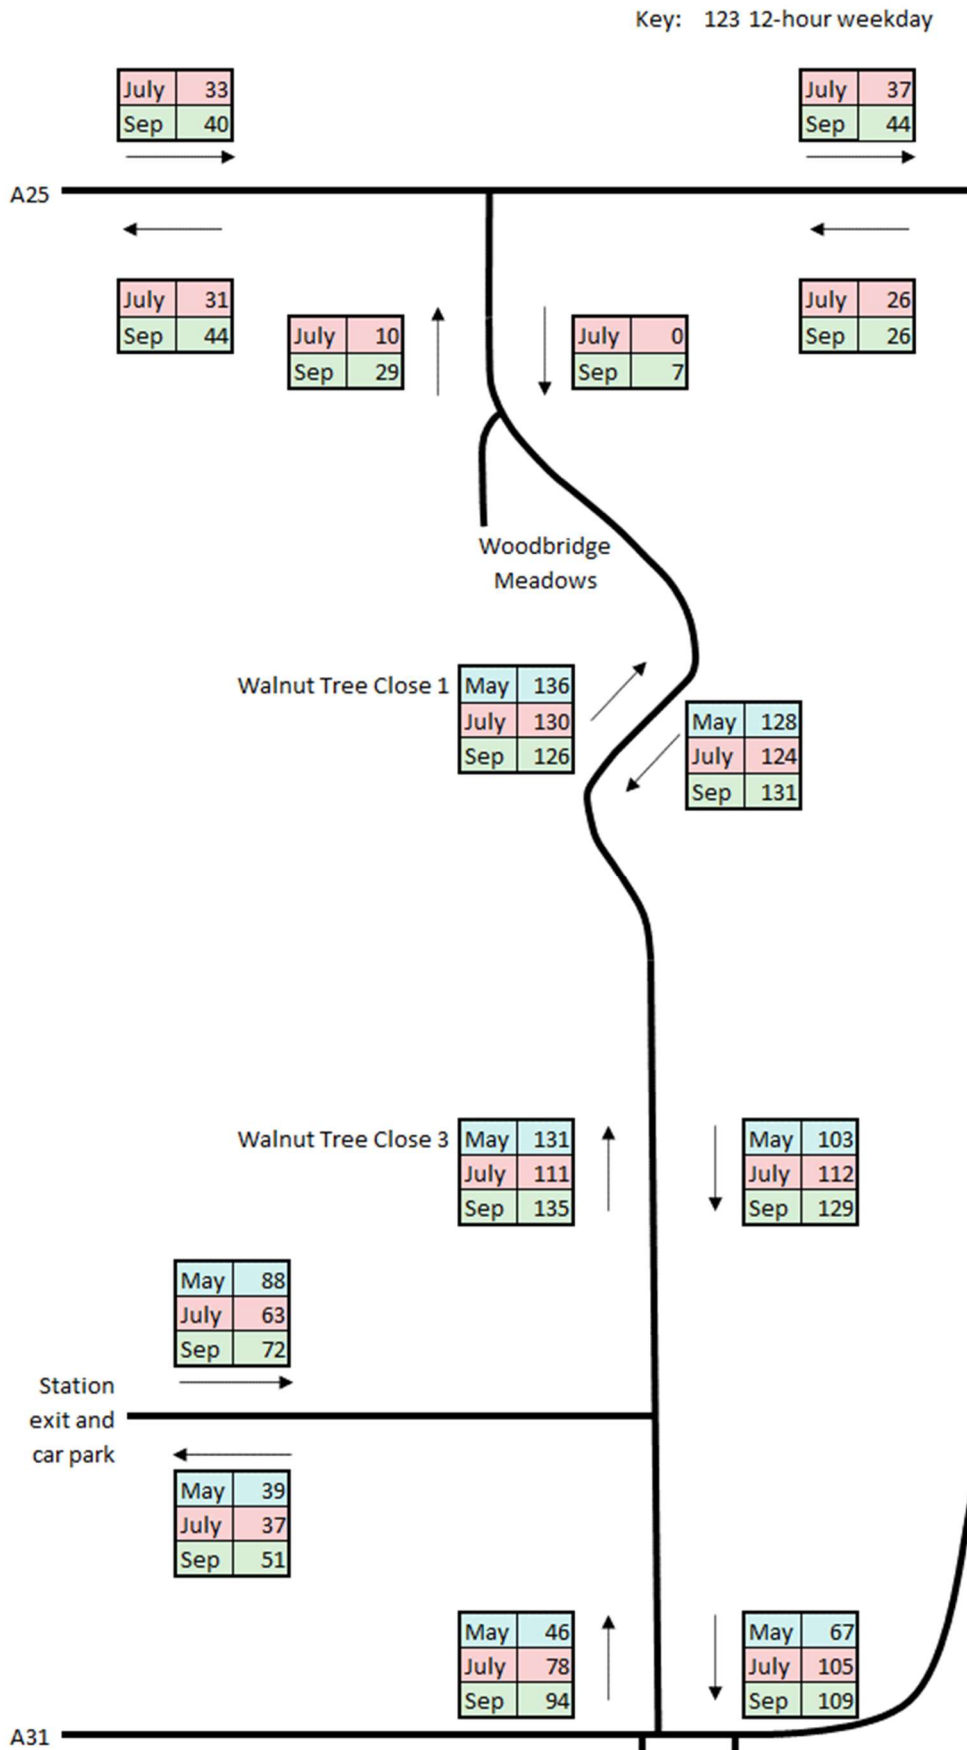 Key: 123 12-hour weekday
July 33
Sep 40
July 37
Sep 44
A25
July 31
Sep 44
July 10
Sep 29
July 0
Sep 7
July 26
Sep 26
Woodbridge
Meadows
Walnut Tree Close 1
May 136
July 130
Sep 126
May 128
July 124
Sep 131
Walnut Tree Close 3
May 131
July 111
Sep 135
May 103
July 112
Sep 129
May 88
July 63
Sep 72
Station
exit and
car park
May 39
July 37
Sep 51
May 46
July 78
Sep 94
May 67
July 105
Sep 109
A31